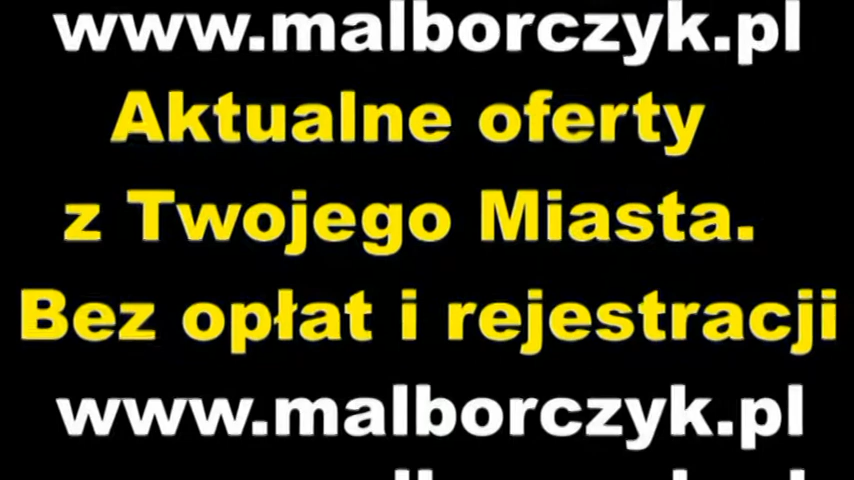 www.malborczyk.pl
Aktualne oferty
z Twojego Miasta.
Bez opłat i rejestracji
www.malborczyk.pl